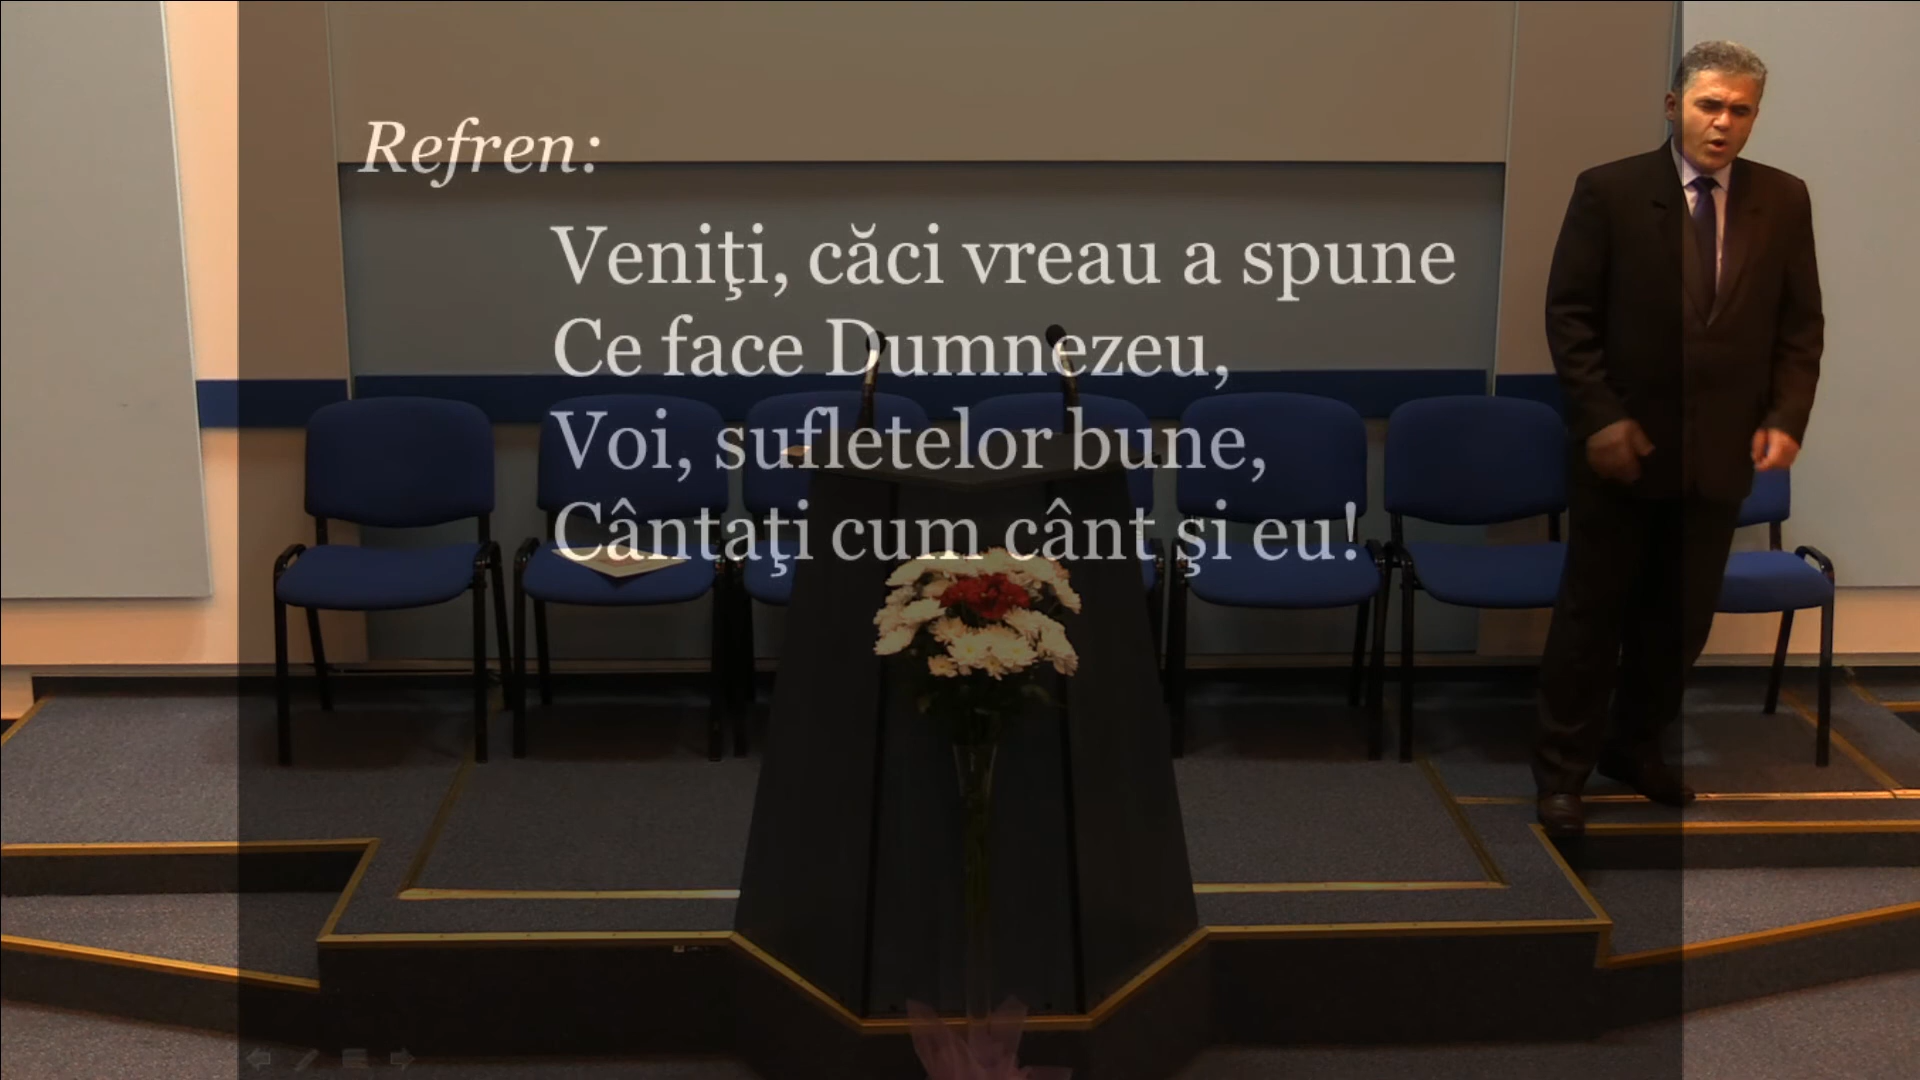 Refren:
Veniţi, căci vreau a spune
Ce face Dumnezeu,
Voi, sufletelor bune,
Cântaţi cum cânt şi eu!